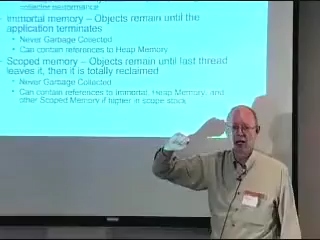 collector performance
Immortal memory – Objects remain until the
application terminates
Never Garbage Collected
Can contain references to Heap Memory
Scoped memory – Objects remain until last thread
leaves it, then it is totally reclaimed
Never Garbage Collected
Can contain references to immortal, Heap Memory, and
other Scoped Memory if higher in scope stack